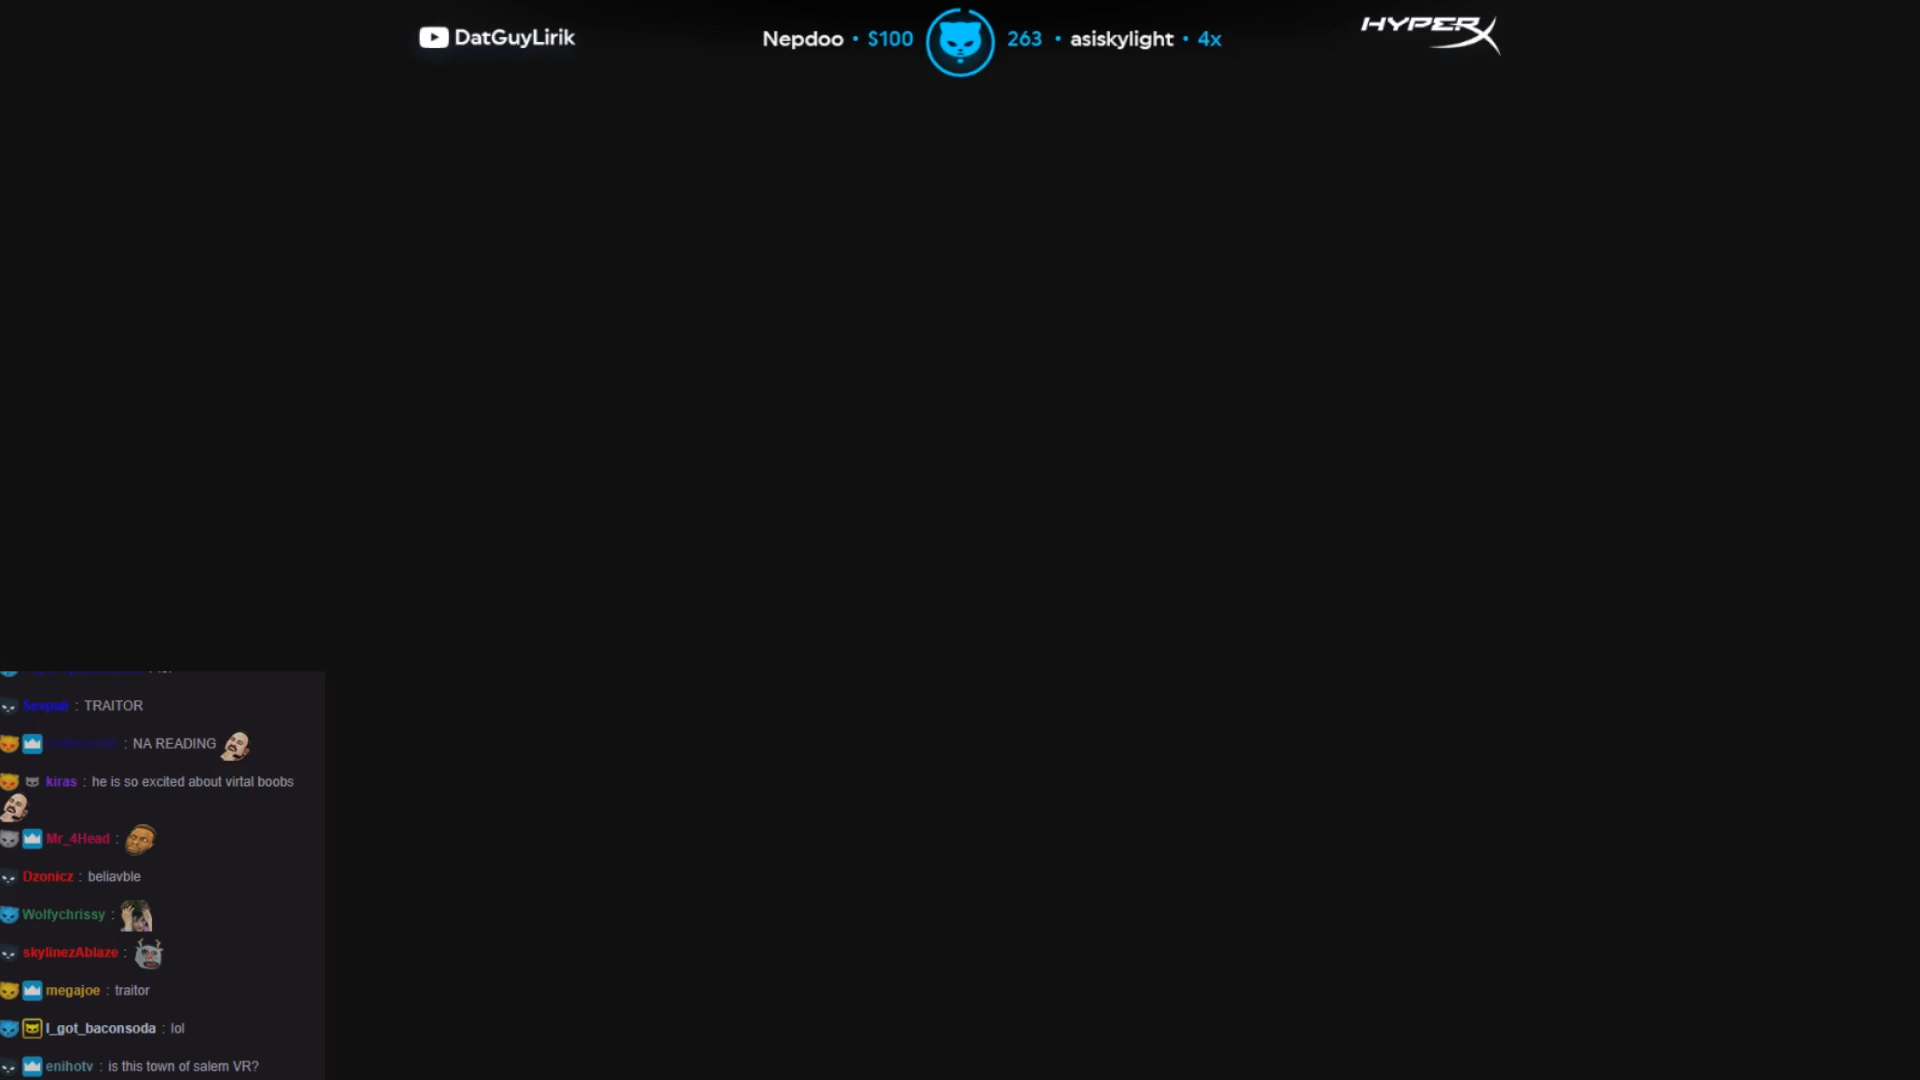 DatGuyLirik
Nepdoo • $100
263 • asiskylight • 4x
HYPERX
: TRAITOR
: NA READING
kiras : he is so excited about virtal boobs
Mr_4Head :
Dzonicz : beliavble
Wolfychrissy :
skylinezAblaze :
megajoe : traitor
I_got_baconsoda : lol
enihotv : is this town of salem VR?